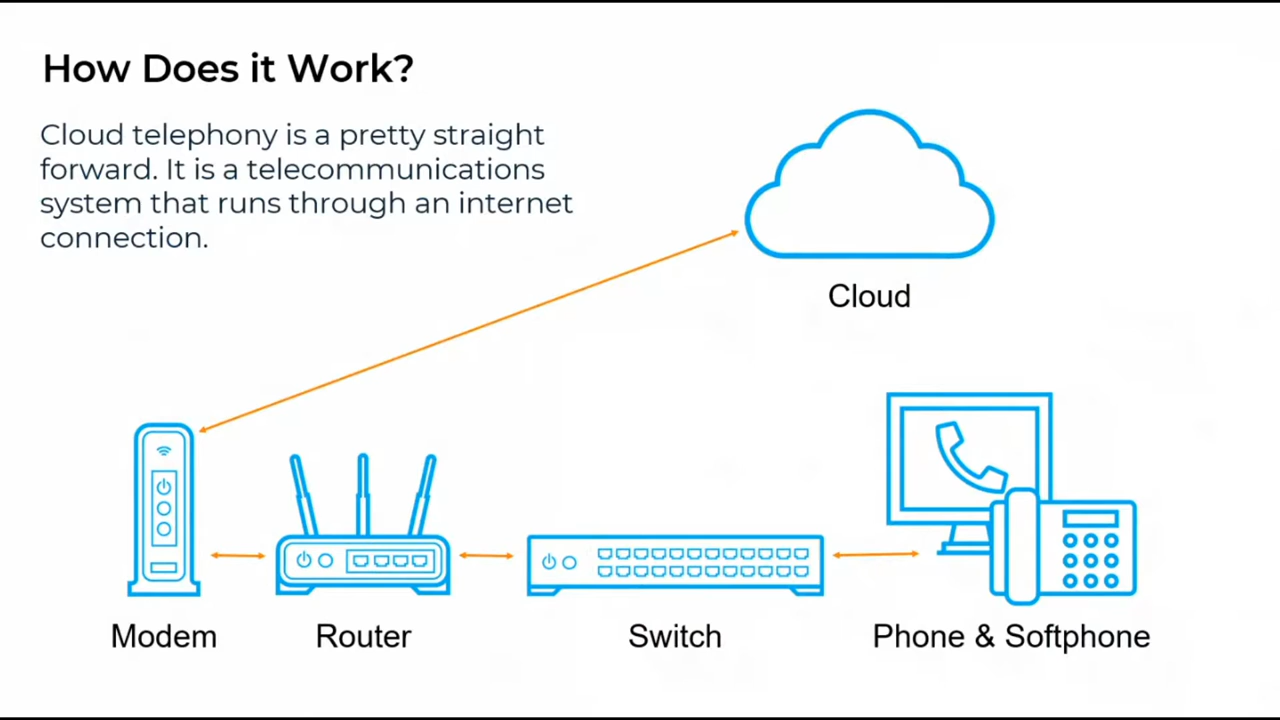 How Does it Work?
Cloud telephony is a pretty straight
forward. It is a telecommunications
system that runs through an internet
connection.
Cloud
Modem
Router
Switch
Phone & Softphone